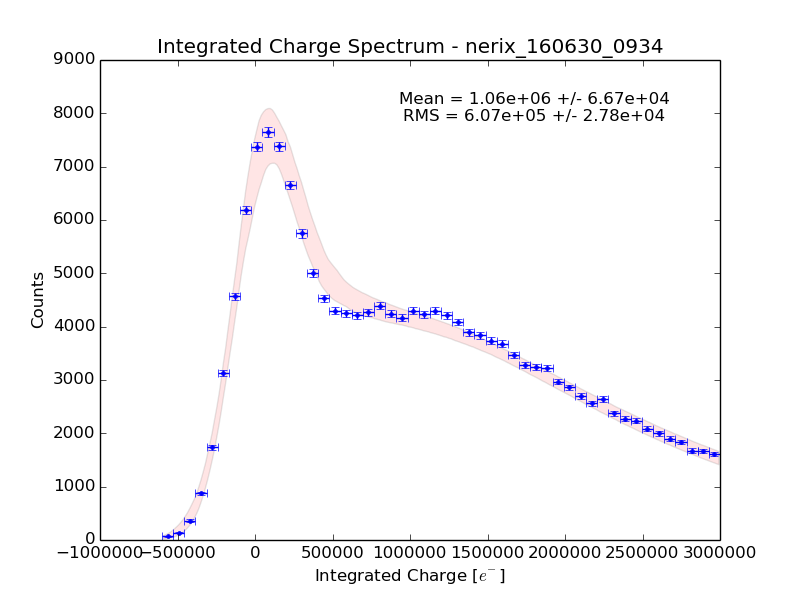 Integrated Charge Spectrum - nerix_160630_0934
Mean = 1.06e+06 +/- 6.67e+04
RMS = 6.07e+05 +/- 2.78e+04
9000
8000
7000
6000
5000
4000
3000
2000
1000
0
Counts
−1000000 −500000 0 500000 1000000 1500000 2000000 2500000 3000000
Integrated Charge [e⁻]